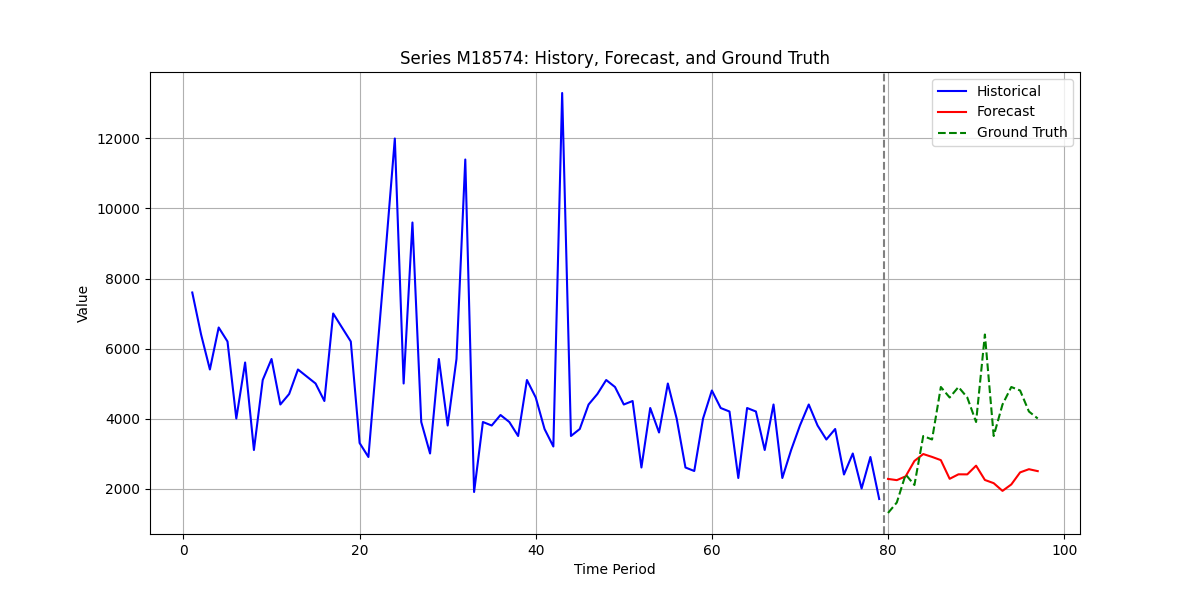 Series M18574: History, Forecast, and Ground Truth
Historical
Forecast
Ground Truth
Value
12000
10000
8000
6000
4000
2000
0 20 40 60 80 100
Time Period